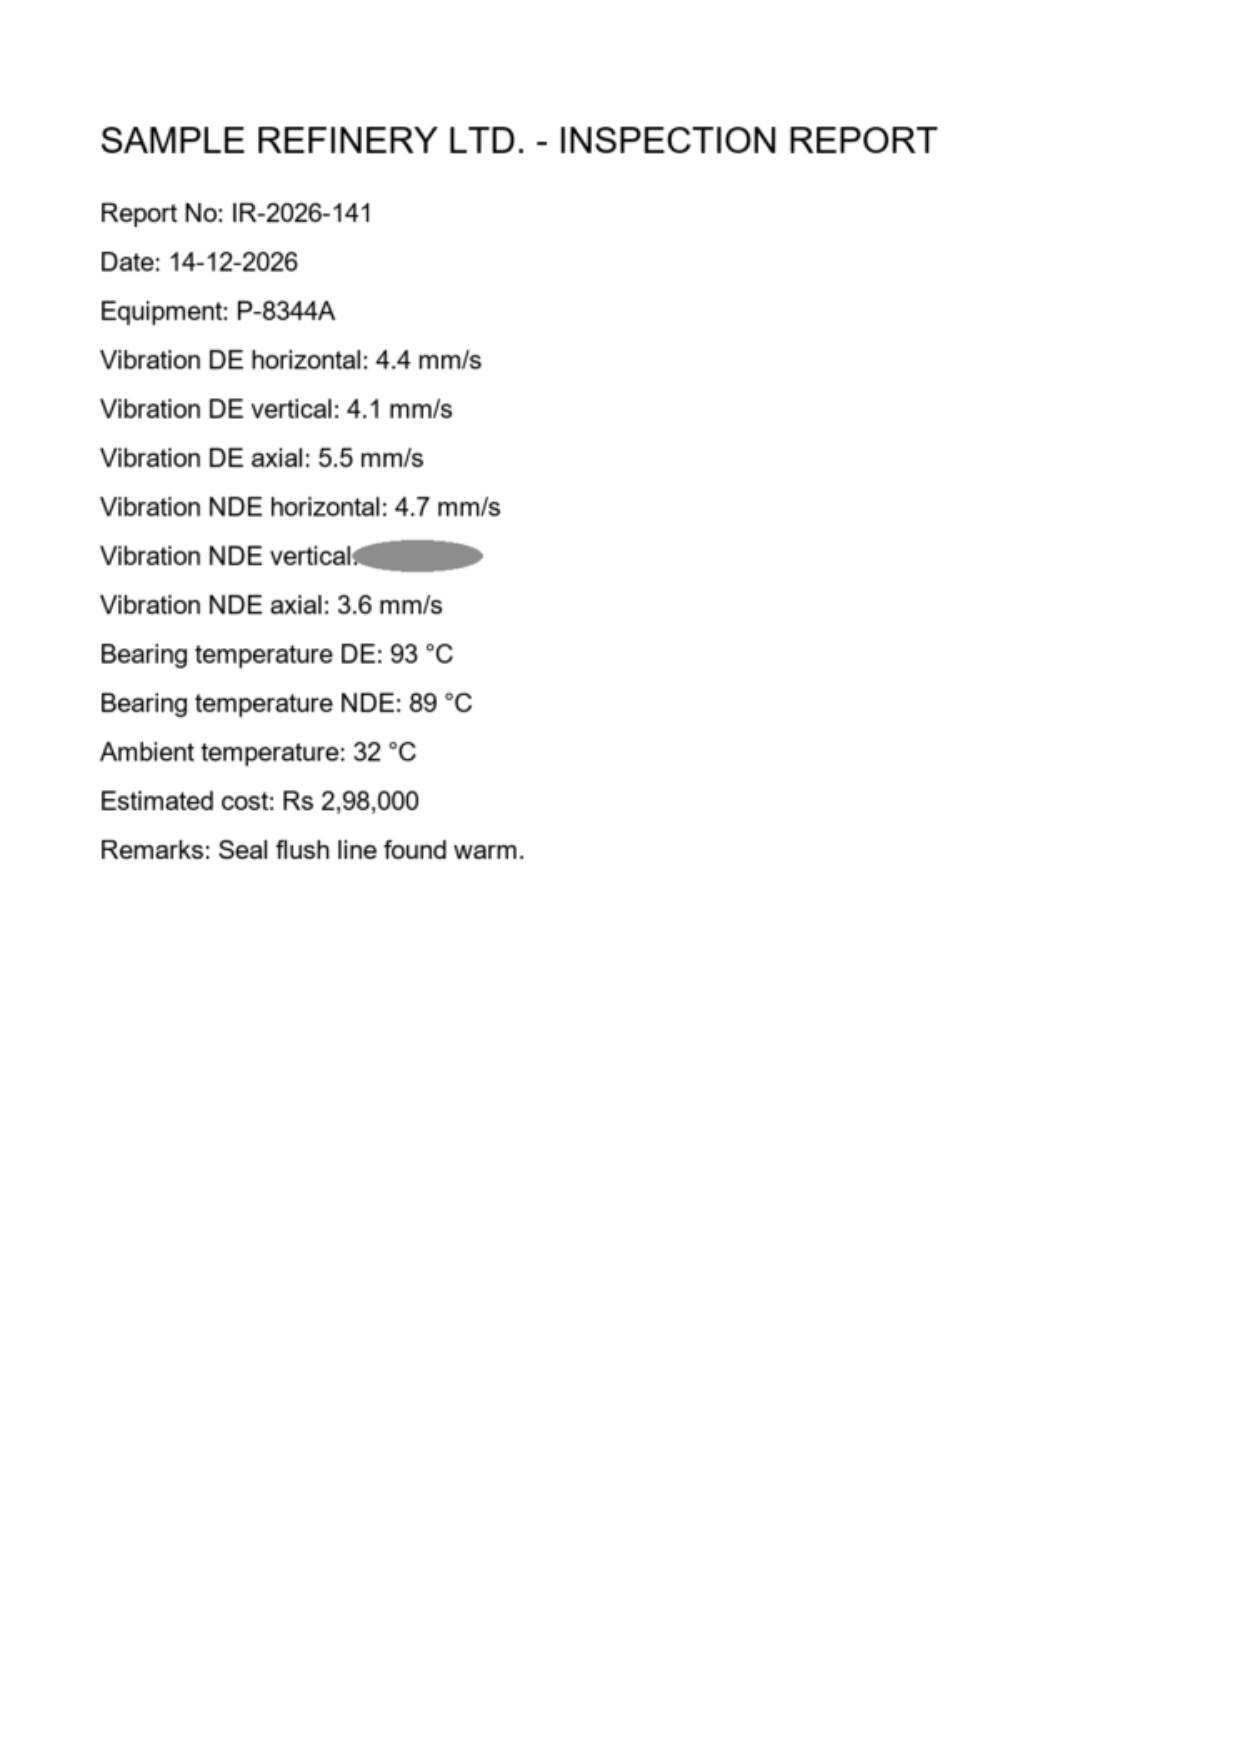 SAMPLE REFINERY LTD. - INSPECTION REPORT
Report No: IR-2026-141
Date: 14-12-2026
Equipment: P-8344A
Vibration DE horizontal: 4.4 mm/s
Vibration DE vertical: 4.1 mm/s
Vibration DE axial: 5.5 mm/s
Vibration NDE horizontal: 4.7 mm/s
Vibration NDE vertical:
Vibration NDE axial: 3.6 mm/s
Bearing temperature DE: 93 °C
Bearing temperature NDE: 89 °C
Ambient temperature: 32 °C
Estimated cost: Rs 2,98,000
Remarks: Seal flush line found warm.